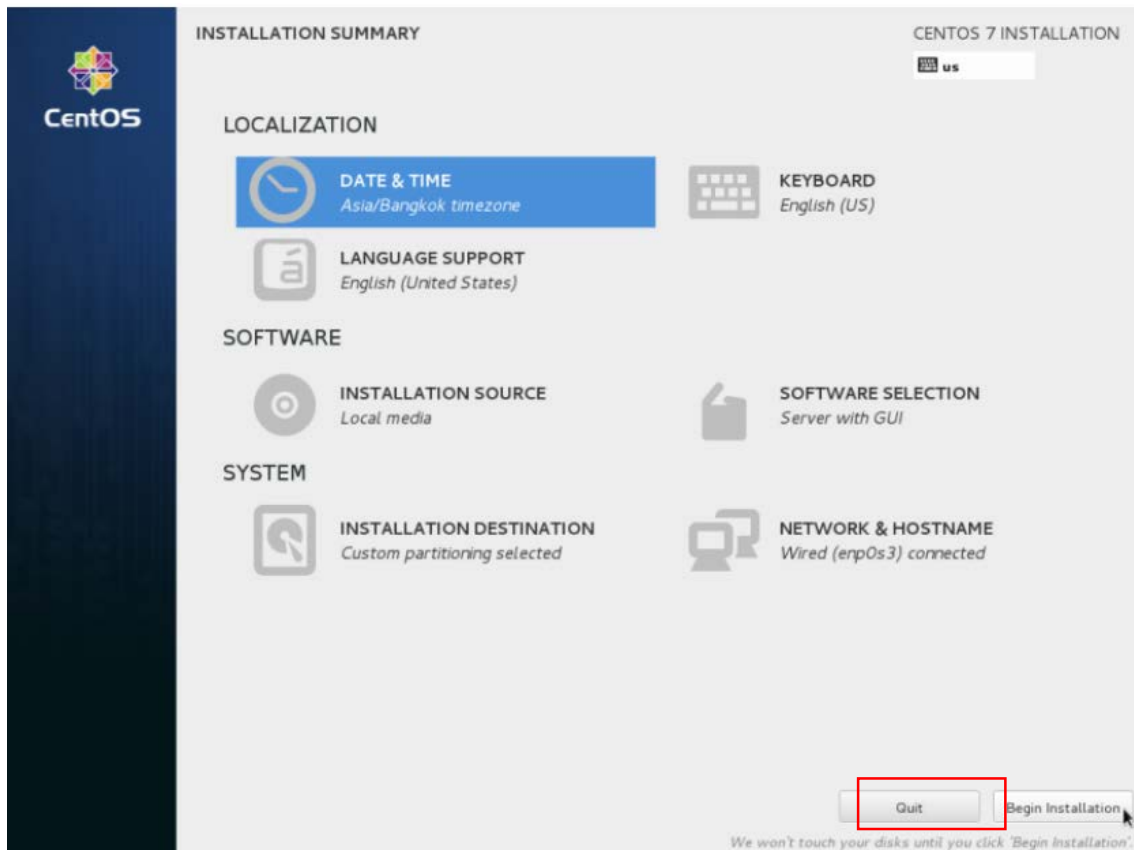 INSTALLATION SUMMARY
CENTOS 7 INSTALLATION
us
CentOS
LOCALIZATION
DATE & TIME
Asia/Bangkok timezone
KEYBOARD
English (US)
LANGUAGE SUPPORT
English (United States)
SOFTWARE
INSTALLATION SOURCE
Local media
SOFTWARE SELECTION
Server with GUI
SYSTEM
INSTALLATION DESTINATION
Custom partitioning selected
NETWORK & HOSTNAME
Wired (enp0s3) connected
Quit
Begin Installation
We won't touch your disks until you click 'Begin Installation'.